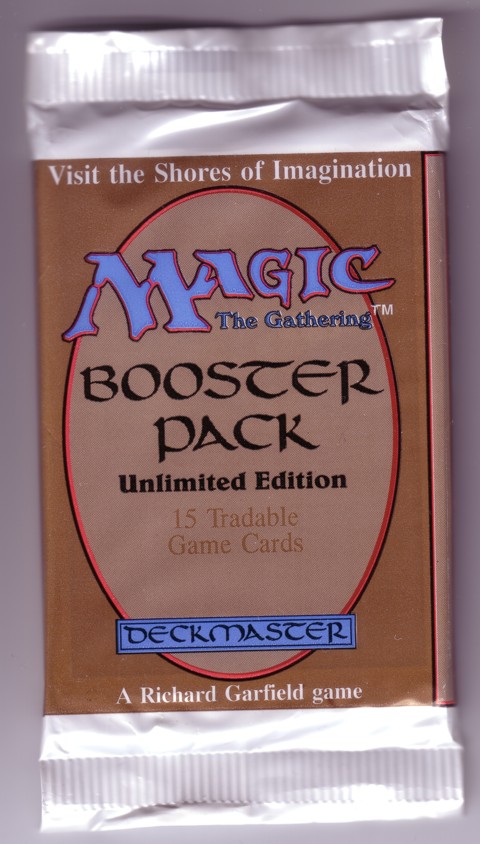 Visit the Shores of Imagination
MAGIC
The Gathering™
BOOSTER
PACK
Unlimited Edition
15 Tradable
Game Cards
DECKMASTER
A Richard Garfield game